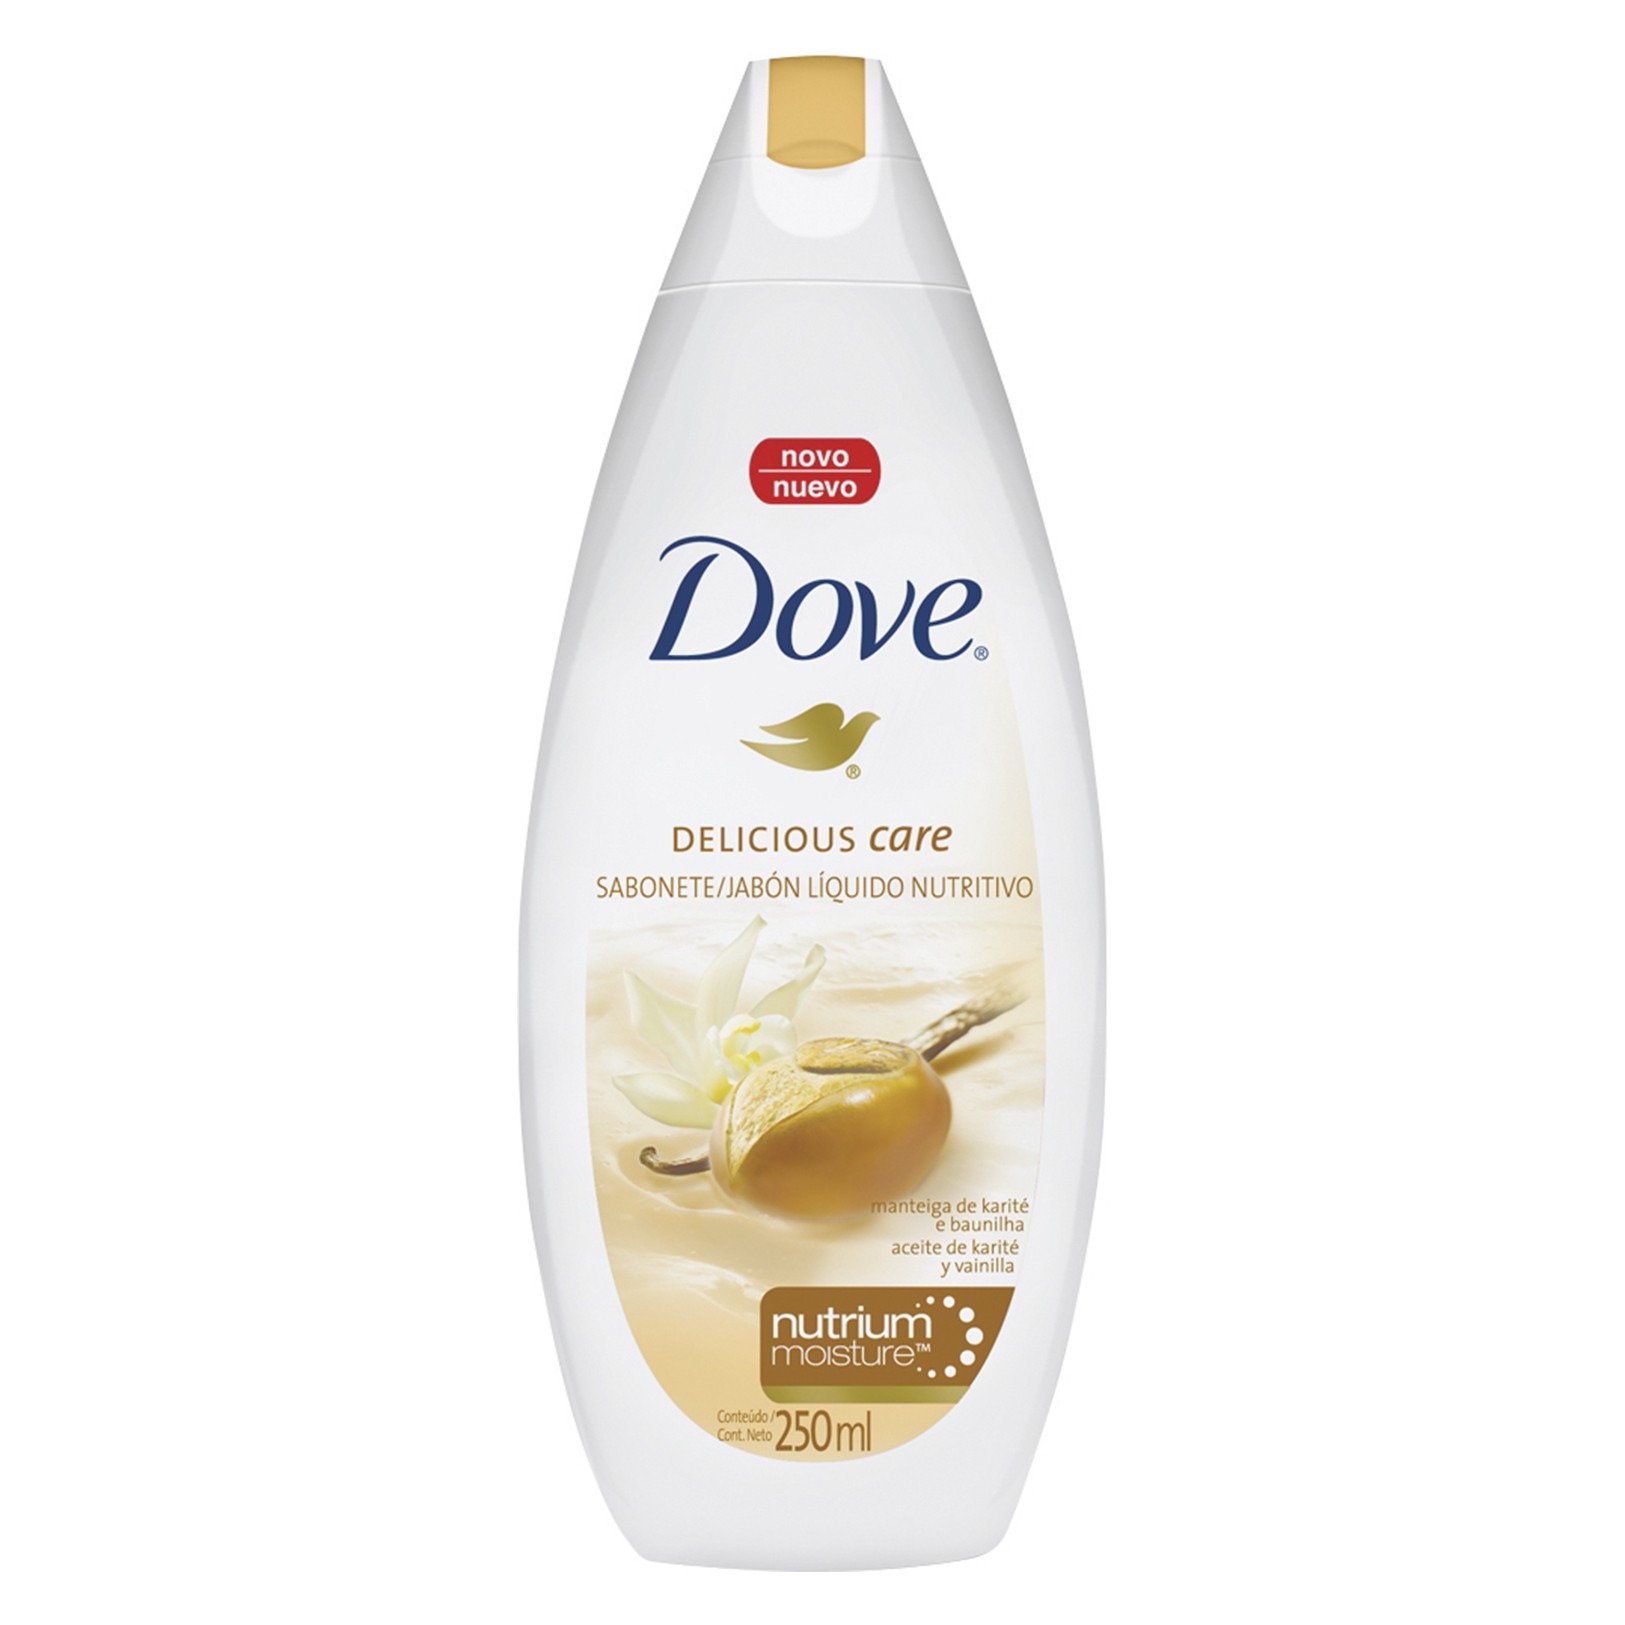 novo
nuevo
Dove®
®
DELICIOUS care
SABONETE/JABÓN LÍQUIDO NUTRITIVO
manteiga de karité
e baunilha
aceite de karité
y vainilla
nutrium
moisture™
Conteúdo /
Cont. Neto 250ml